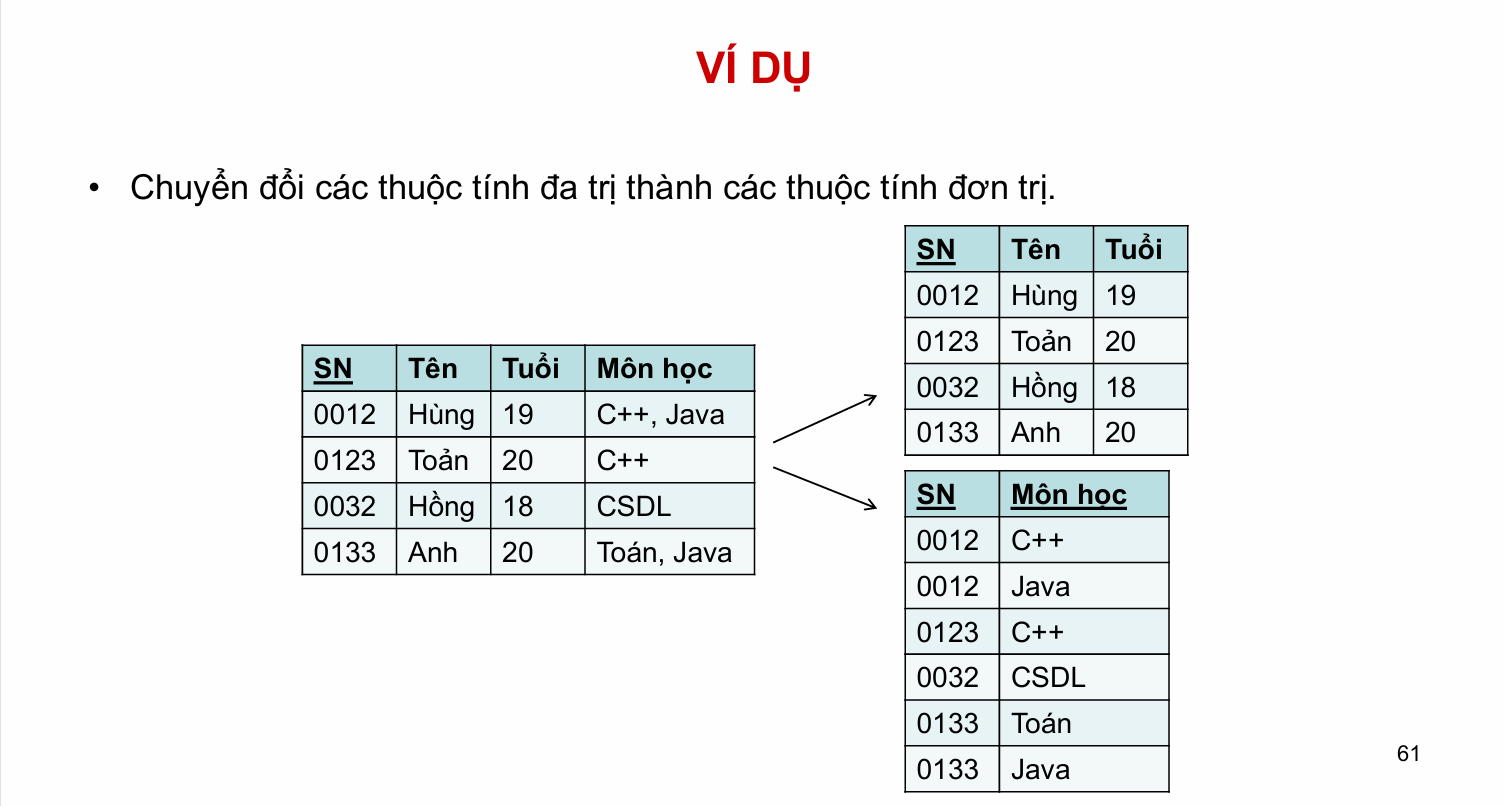 VÍ DỤ
• Chuyển đổi các thuộc tính đa trị thành các thuộc tính đơn trị.
SN Tên Tuổi Môn học
0012 Hùng 19 C++, Java
0123 Toản 20 C++
0032 Hồng 18 CSDL
0133 Anh 20 Toán, Java
SN Tên Tuổi
0012 Hùng 19
0123 Toản 20
0032 Hồng 18
0133 Anh 20
SN Môn học
0012 C++
0012 Java
0123 C++
0032 CSDL
0133 Toán
0133 Java
61